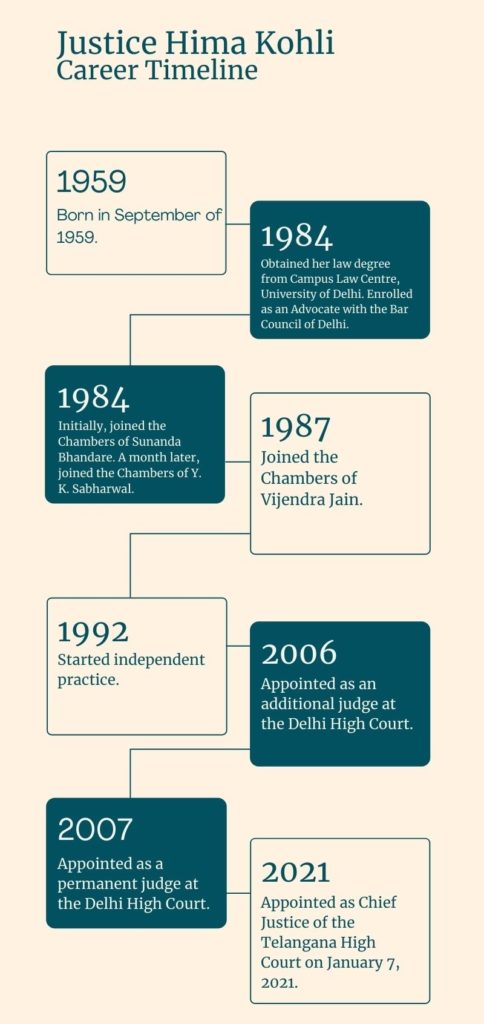 Justice Hima Kohli
Career Timeline
1959
Born in September of
1959.
1984
Obtained her law degree
from Campus Law Centre,
University of Delhi. Enrolled
as an Advocate with the Bar
Council of Delhi.
1984
Initially, joined the
Chambers of Sunanda
Bhandare. A month later,
joined the Chambers of Y.
K. Sabharwal.
1987
Joined the
Chambers of
Vijendra Jain.
1992
Started independent
practice.
2006
Appointed as an
additional judge at
the Delhi High Court.
2007
Appointed as a
permanent judge at
the Delhi High Court.
2021
Appointed as Chief
Justice of the
Telangana High
Court on January 7,
2021.